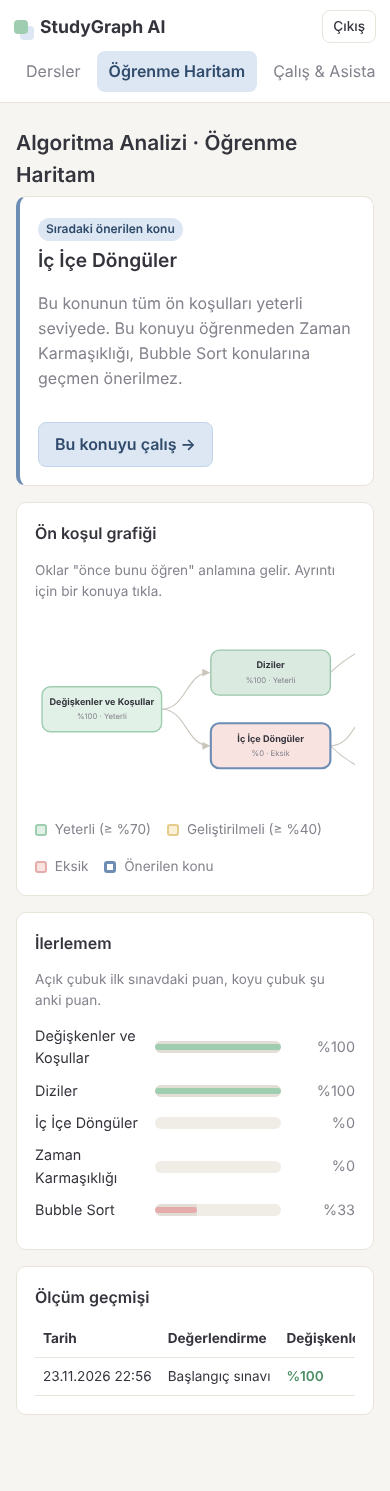 StudyGraph AI
Çıkış
Dersler
Öğrenme Haritam
Çalış & Asista
Algoritma Analizi · Öğrenme
Haritam
Sıradaki önerilen konu
İç İçe Döngüler
Bu konunun tüm ön koşulları yeterli
seviyede. Bu konuyu öğrenmeden Zaman
Karmaşıklığı, Bubble Sort konularına
geçmen önerilmez.
Bu konuyu çalış →
Ön koşul grafiği
Oklar "önce bunu öğren" anlamına gelir. Ayrıntı
için bir konuya tıkla.
Diziler
%100 · Yeterli
Değişkenler ve Koşullar
%100 · Yeterli
İç İçe Döngüler
%0 · Eksik
Yeterli (≥ %70)
Geliştirilmeli (≥ %40)
Eksik
Önerilen konu
İlerlemem
Açık çubuk ilk sınavdaki puan, koyu çubuk şu
anki puan.
Değişkenler ve
Koşullar
%100
Diziler
%100
İç İçe Döngüler
%0
Zaman
Karmaşıklığı
%0
Bubble Sort
%33
Ölçüm geçmişi
Tarih
Değerlendirme
Değişkenle
23.11.2026 22:56
Başlangıç sınavı
%100